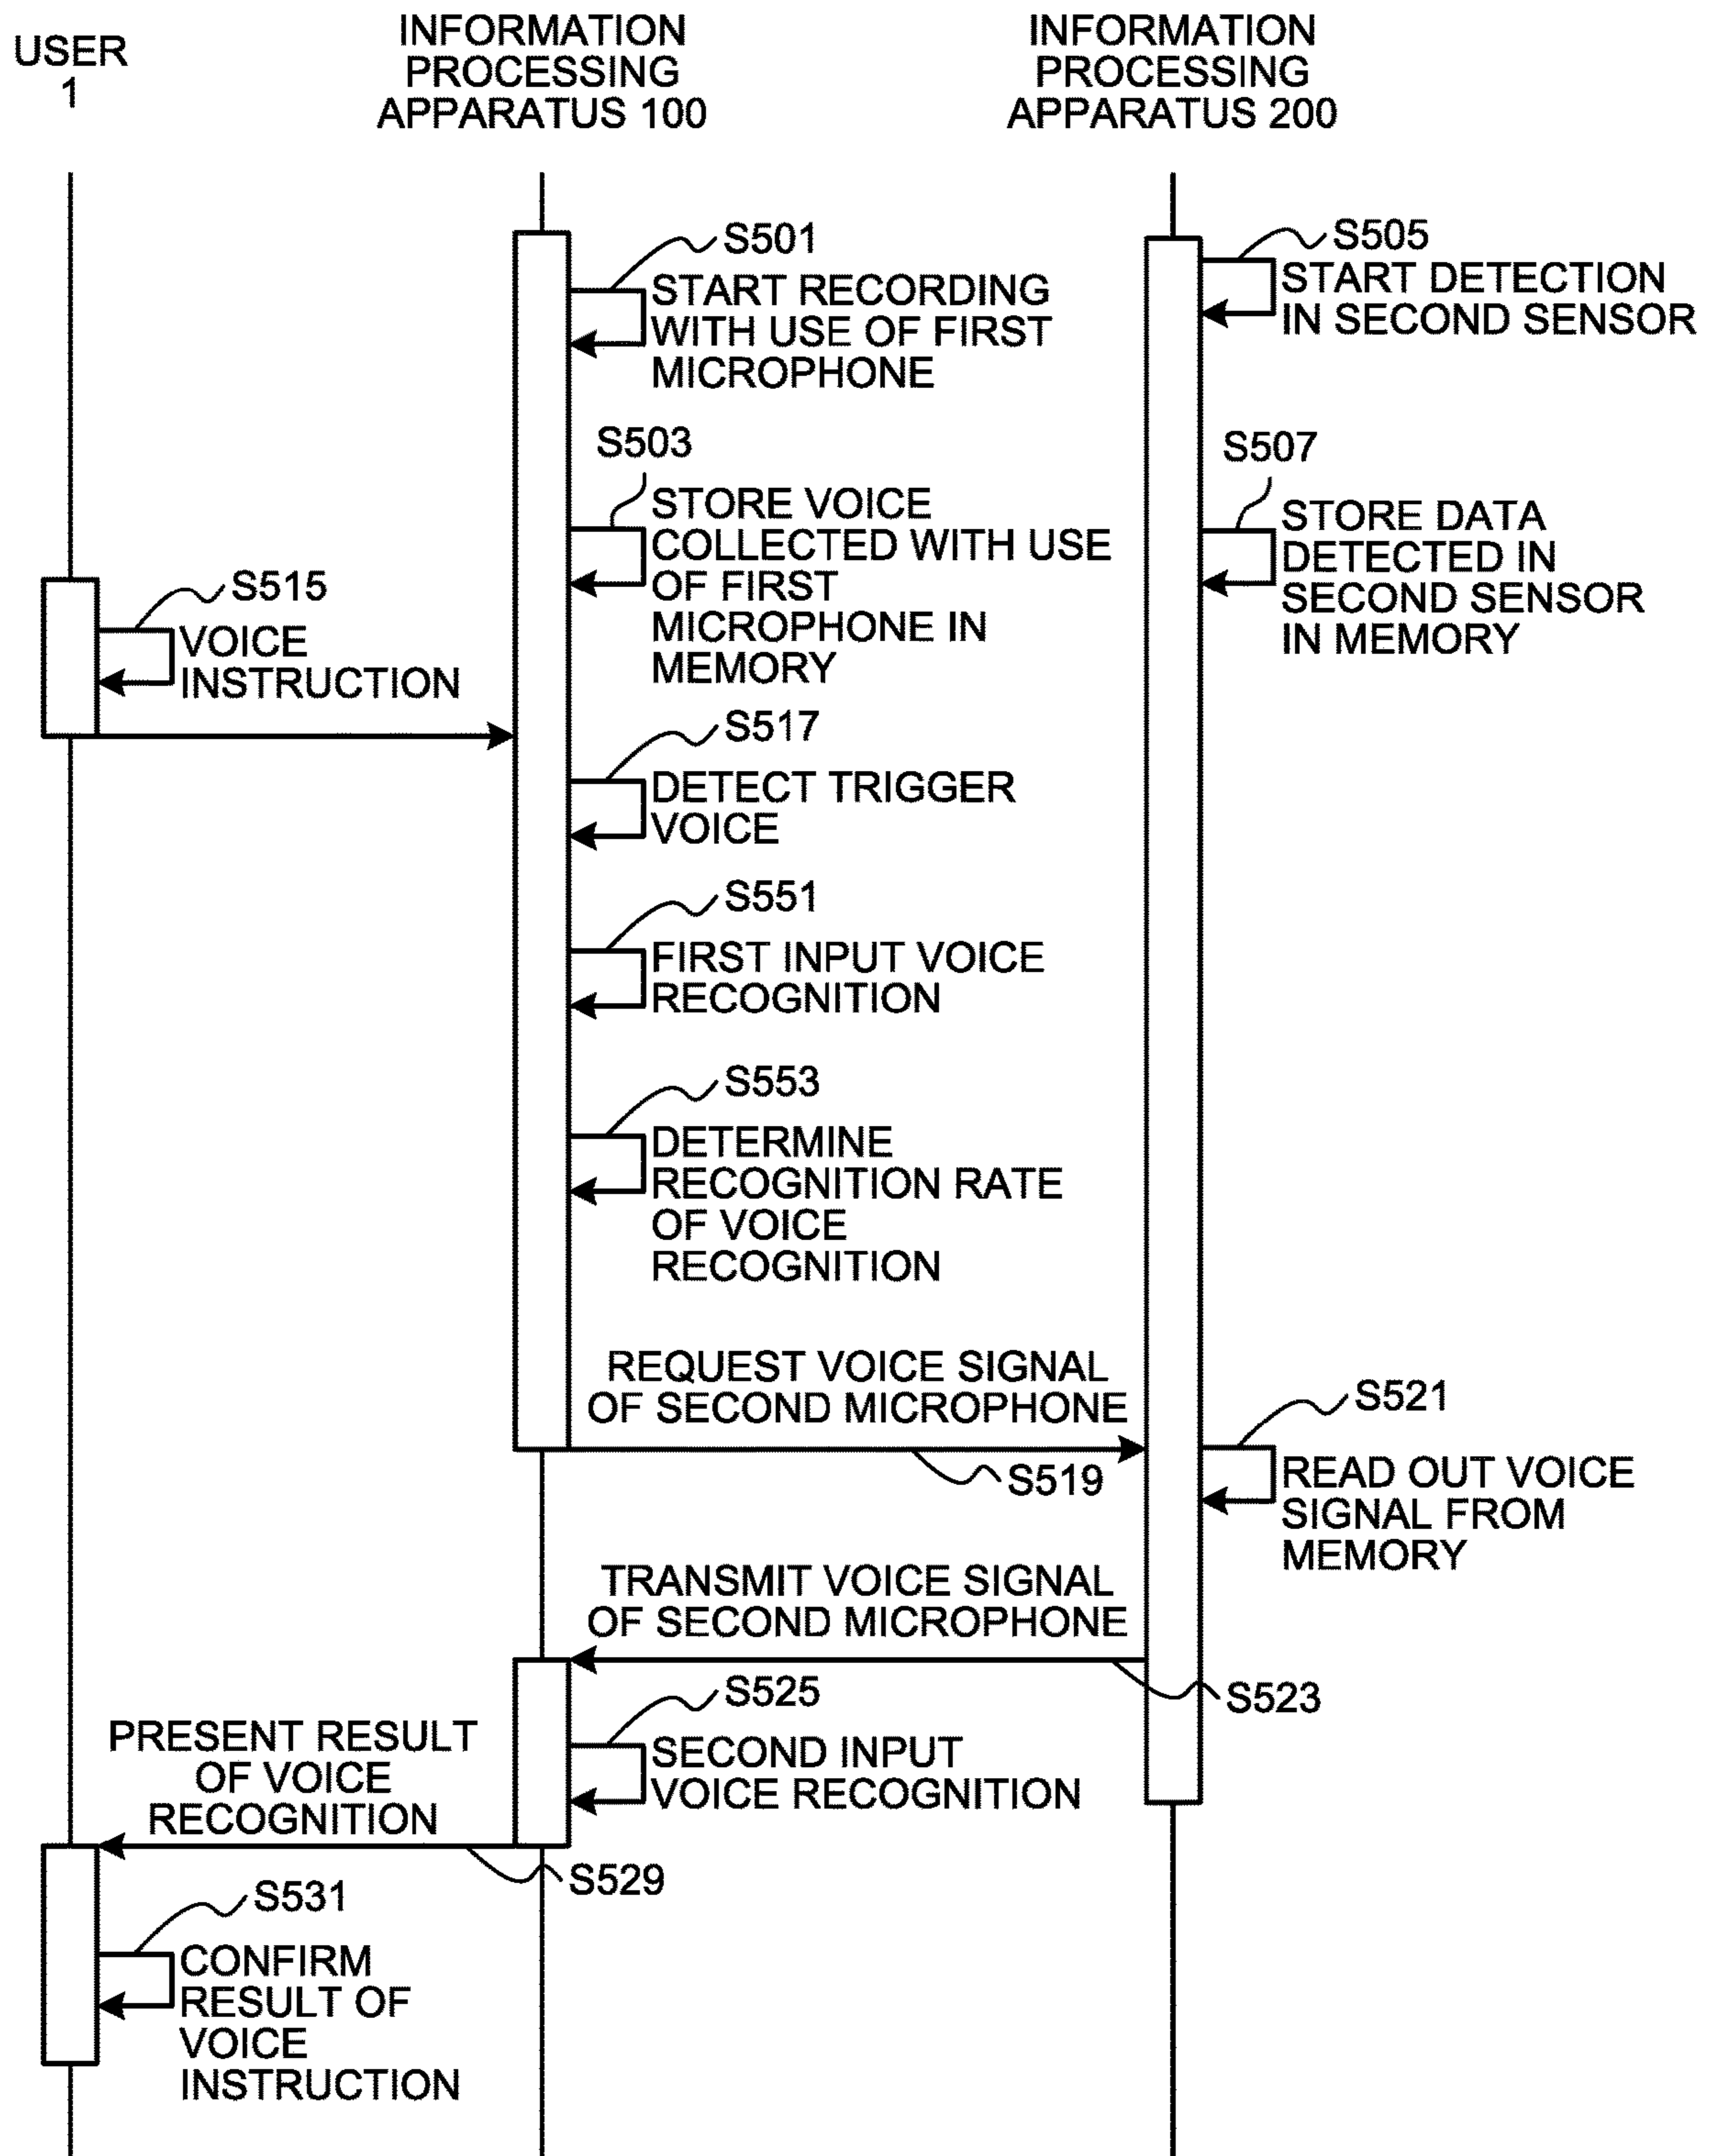 USER
1
INFORMATION
PROCESSING
APPARATUS 100
INFORMATION
PROCESSING
APPARATUS 200
S501
START RECORDING
WITH USE OF FIRST
MICROPHONE
S505
START DETECTION
IN SECOND SENSOR
S503
STORE VOICE
COLLECTED WITH USE
OF FIRST
MICROPHONE IN
MEMORY
S507
STORE DATA
DETECTED IN
SECOND SENSOR
IN MEMORY
S515
VOICE
INSTRUCTION
S517
DETECT TRIGGER
VOICE
S551
FIRST INPUT VOICE
RECOGNITION
S553
DETERMINE
RECOGNITION RATE
OF VOICE
RECOGNITION
REQUEST VOICE SIGNAL
OF SECOND MICROPHONE
S519
S521
READ OUT VOICE
SIGNAL FROM
MEMORY
TRANSMIT VOICE SIGNAL
OF SECOND MICROPHONE
S523
S525
SECOND INPUT
VOICE RECOGNITION
PRESENT RESULT
OF VOICE
RECOGNITION
S529
S531
CONFIRM
RESULT OF
VOICE
INSTRUCTION